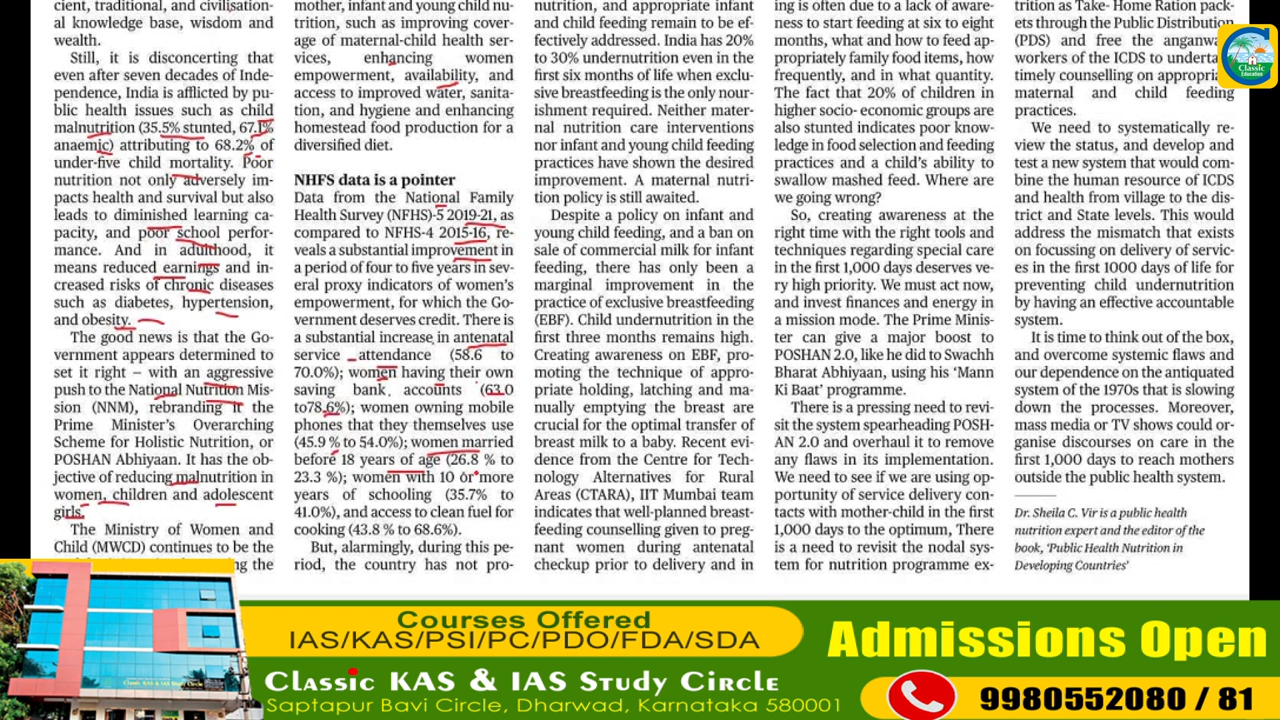 cient, traditional, and civilisation-
al knowledge base, wisdom and
wealth.
Still, it is disconcerting that
even after seven decades of Inde-
pendence, India is afflicted by pu-
blic health issues such as child
malnutrition (35.5% stunted, 67.1%
anaemic) attributing to 68.2% of
under-five child mortality. Poor
nutrition not only adversely im-
pacts health and survival but also
leads to diminished learning ca-
pacity, and poor school perfor-
mance. And in adulthood, it
means reduced earnings and in-
creased risks of chronic diseases
such as diabetes, hypertension,
and obesity.
The good news is that the Go-
vernment appears determined to
set it right – with an aggressive
push to the National Nutrition Mis-
sion (NNM), rebranding it the
Prime Minister's Overarching
Scheme for Holistic Nutrition, or
POSHAN Abhiyaan. It has the ob-
jective of reducing malnutrition in
women, children and adolescent
girls.
The Ministry of Women and
Child (MWCD) continues to be the
ng the
mother, infant and young child nu-
trition, such as improving cover-
age of maternal-child health ser-
vices, enhancing women
empowerment, availability, and
access to improved water, sanita-
tion, and hygiene and enhancing
homestead food production for a
diversified diet.
NHFS data is a pointer
Data from the National Family
Health Survey (NFHS)-5 2019-21, as
compared to NFHS-4 2015-16, re-
veals a substantial improvement in
a period of four to five years in sev-
eral proxy indicators of women's
empowerment, for which the Go-
vernment deserves credit. There is
a substantial increase in antenatal
service attendance (58.6 to
70.0%); women having their own
saving bank accounts (63.0
to78.6%); women owning mobile
phones that they themselves use
(45.9 % to 54.0%); women married
before 18 years of age (26.8 % to
23.3 %); women with 10 or more
years of schooling (35.7% to
41.0%), and access to clean fuel for
cooking (43.8 % to 68.6%).
But, alarmingly, during this pe-
riod, the country has not pro-
nutrition, and appropriate infant
and child feeding remain to be ef-
fectively addressed. India has 20%
to 30% undernutrition even in the
first six months of life when exclu-
sive breastfeeding is the only nour-
ishment required. Neither mater-
nal nutrition care interventions
nor infant and young child feeding
practices have shown the desired
improvement. A maternal nutri-
tion policy is still awaited.
Despite a policy on infant and
young child feeding, and a ban on
sale of commercial milk for infant
feeding, there has only been a
marginal improvement in the
practice of exclusive breastfeeding
(EBF). Child undernutrition in the
first three months remains high.
Creating awareness on EBF, pro-
moting the technique of appro-
priate holding, latching and ma-
nually emptying the breast are
crucial for the optimal transfer of
breast milk to a baby. Recent evi-
dence from the Centre for Tech-
nology Alternatives for Rural
Areas (CTARA), IIT Mumbai team
indicates that well-planned breast-
feeding counselling given to preg-
nant women during antenatal
checkup prior to delivery and in
ing is often due to a lack of aware-
ness to start feeding at six to eight
months, what and how to feed ap-
propriately family food items, how
frequently, and in what quantity.
The fact that 20% of children in
higher socio- economic groups are
also stunted indicates poor know-
ledge in food selection and feeding
practices and a child's ability to
swallow mashed feed. Where are
we going wrong?
So, creating awareness at the
right time with the right tools and
techniques regarding special care
in the first 1,000 days deserves ve-
ry high priority. We must act now,
and invest finances and energy in
a mission mode. The Prime Minis-
ter can give a major boost to
POSHAN 2.0, like he did to Swachh
Bharat Abhiyaan, using his 'Mann
Ki Baat' programme.
There is a pressing need to revi-
sit the system spearheading POSH-
AN 2.0 and overhaul it to remove
any flaws in its implementation.
We need to see if we are using op-
portunity of service delivery con-
tacts with mother-child in the first
1,000 days to the optimum, There
is a need to revisit the nodal sys-
tem for nutrition programme ex-
trition as Take- Home Ration pack-
ets through the Public Distribution
(PDS) and free the anganw
workers of the ICDS to underta
timely counselling on appropria
maternal and child feeding
practices.
We need to systematically re-
view the status, and develop and
test a new system that would com-
bine the human resource of ICDS
and health from village to the dis-
trict and State levels. This would
address the mismatch that exists
on focussing on delivery of servic-
es in the first 1000 days of life for
preventing child undernutrition
by having an effective accountable
system.
It is time to think out of the box,
and overcome systemic flaws and
our dependence on the antiquated
system of the 1970s that is slowing
down the processes. Moreover,
mass media or TV shows could or-
ganise discourses on care in the
first 1,000 days to reach mothers
outside the public health system.
Dr. Sheila C. Vir is a public health
nutrition expert and the editor of the
book, 'Public Health Nutrition in
Developing Countries'
Classic
Education
Courses Offered
IAS/KAS/PSI/PC/PDO/FDA/SDA
Classic KAS & IAS Study Circle
Saptapur Bavi Circle, Dharwad, Karnataka 580001
Admissions Open
9980552080 / 81